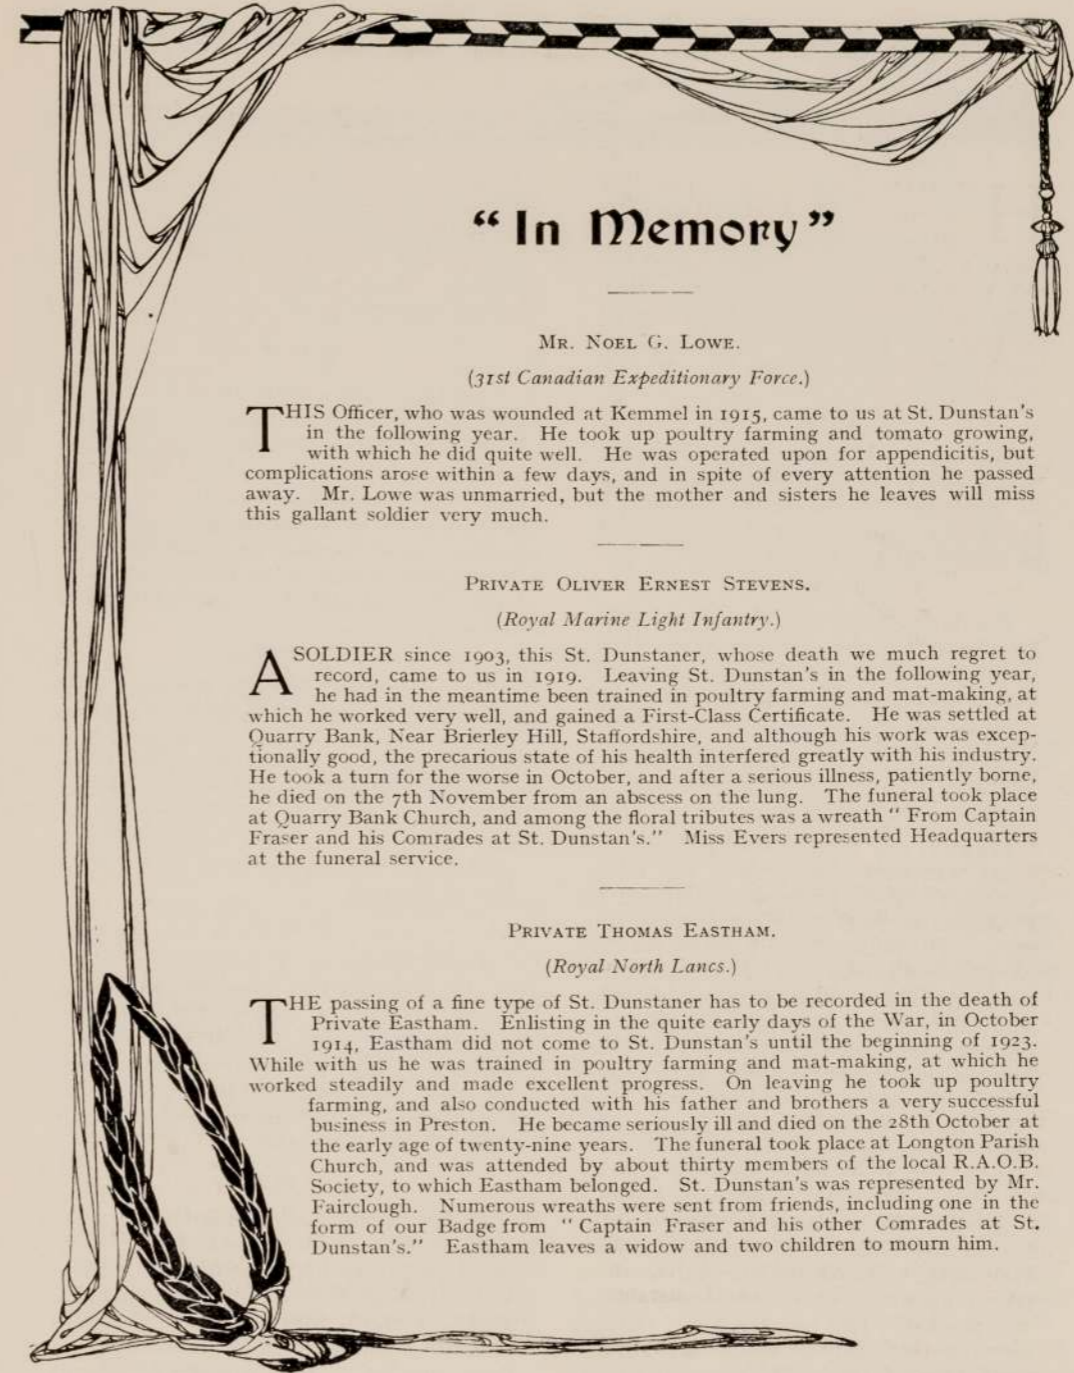 "In Memory"
MR. NOEL G. LOWE.
(31st Canadian Expeditionary Force.)
THIS Officer, who was wounded at Kemmel in 1915, came to us at St. Dunstan's
in the following year. He took up poultry farming and tomato growing,
with which he did quite well. He was operated upon for appendicitis, but
complications arose within a few days, and in spite of every attention he passed
away. Mr. Lowe was unmarried, but the mother and sisters he leaves will miss
this gallant soldier very much.
PRIVATE OLIVER ERNEST STEVENS.
(Royal Marine Light Infantry.)
A SOLDIER since 1903, this St. Dunstaner, whose death we much regret to
record, came to us in 1919. Leaving St. Dunstan's in the following year,
he had in the meantime been trained in poultry farming and mat-making, at
which he worked very well, and gained a First-Class Certificate. He was settled at
Quarry Bank, Near Brierley Hill, Staffordshire, and although his work was excep-
tionally good, the precarious state of his health interfered greatly with his industry.
He took a turn for the worse in October, and after a serious illness, patiently borne,
he died on the 7th November from an abscess on the lung. The funeral took place
at Quarry Bank Church, and among the floral tributes was a wreath " From Captain
Fraser and his Comrades at St. Dunstan's." Miss Evers represented Headquarters
at the funeral service.
PRIVATE THOMAS EASTHAM.
(Royal North Lancs.)
THE passing of a fine type of St. Dunstaner has to be recorded in the death of
Private Eastham. Enlisting in the quite early days of the War, in October
1914, Eastham did not come to St. Dunstan's until the beginning of 1923.
While with us he was trained in poultry farming and mat-making, at which he
worked steadily and made excellent progress. On leaving he took up poultry
farming, and also conducted with his father and brothers a very successful
business in Preston. He became seriously ill and died on the 28th October at
the early age of twenty-nine years. The funeral took place at Longton Parish
Church, and was attended by about thirty members of the local R.A.O.B.
Society, to which Eastham belonged. St. Dunstan's was represented by Mr.
Fairclough. Numerous wreaths were sent from friends, including one in the
form of our Badge from " Captain Fraser and his other Comrades at St.
Dunstan's." Eastham leaves a widow and two children to mourn him.